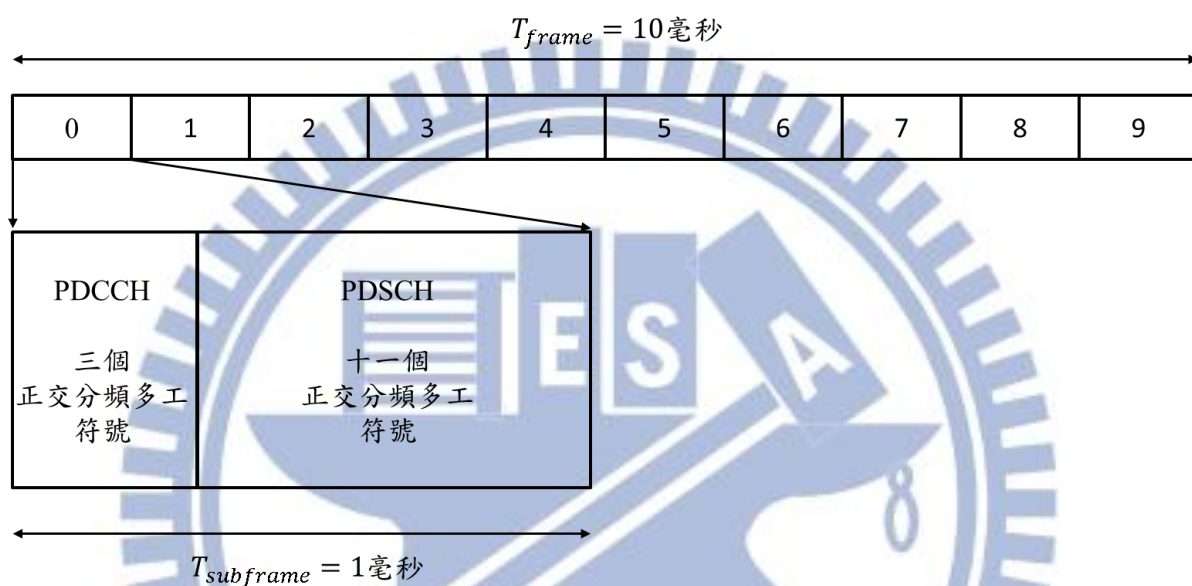 T_frame = 10毫秒
0 1 2 3 4 5 6 7 8 9
PDCCH
三個
正交分頻多工
符號
PDSCH
十一個
正交分頻多工
符號
T_subframe = 1毫秒
E S A